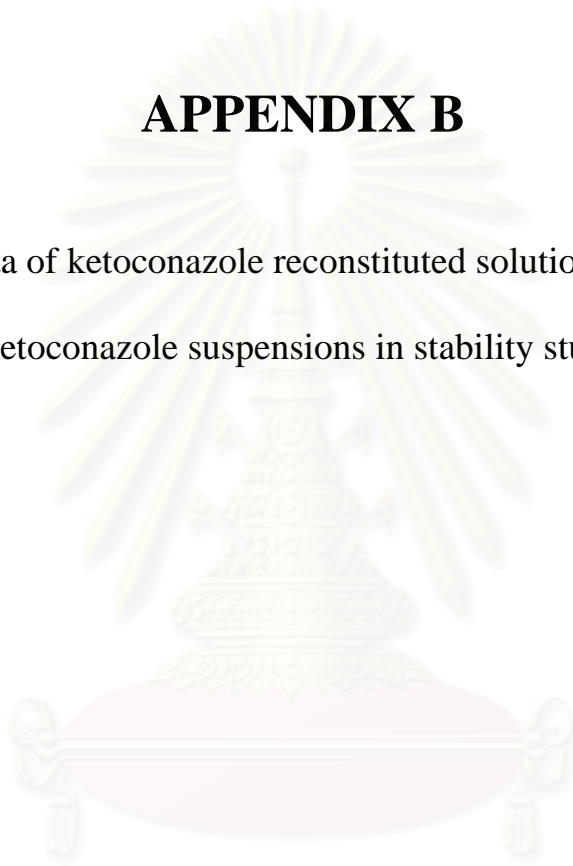 APPENDIX B
a of ketoconazole reconstituted solutio
etoconazole suspensions in stability stu